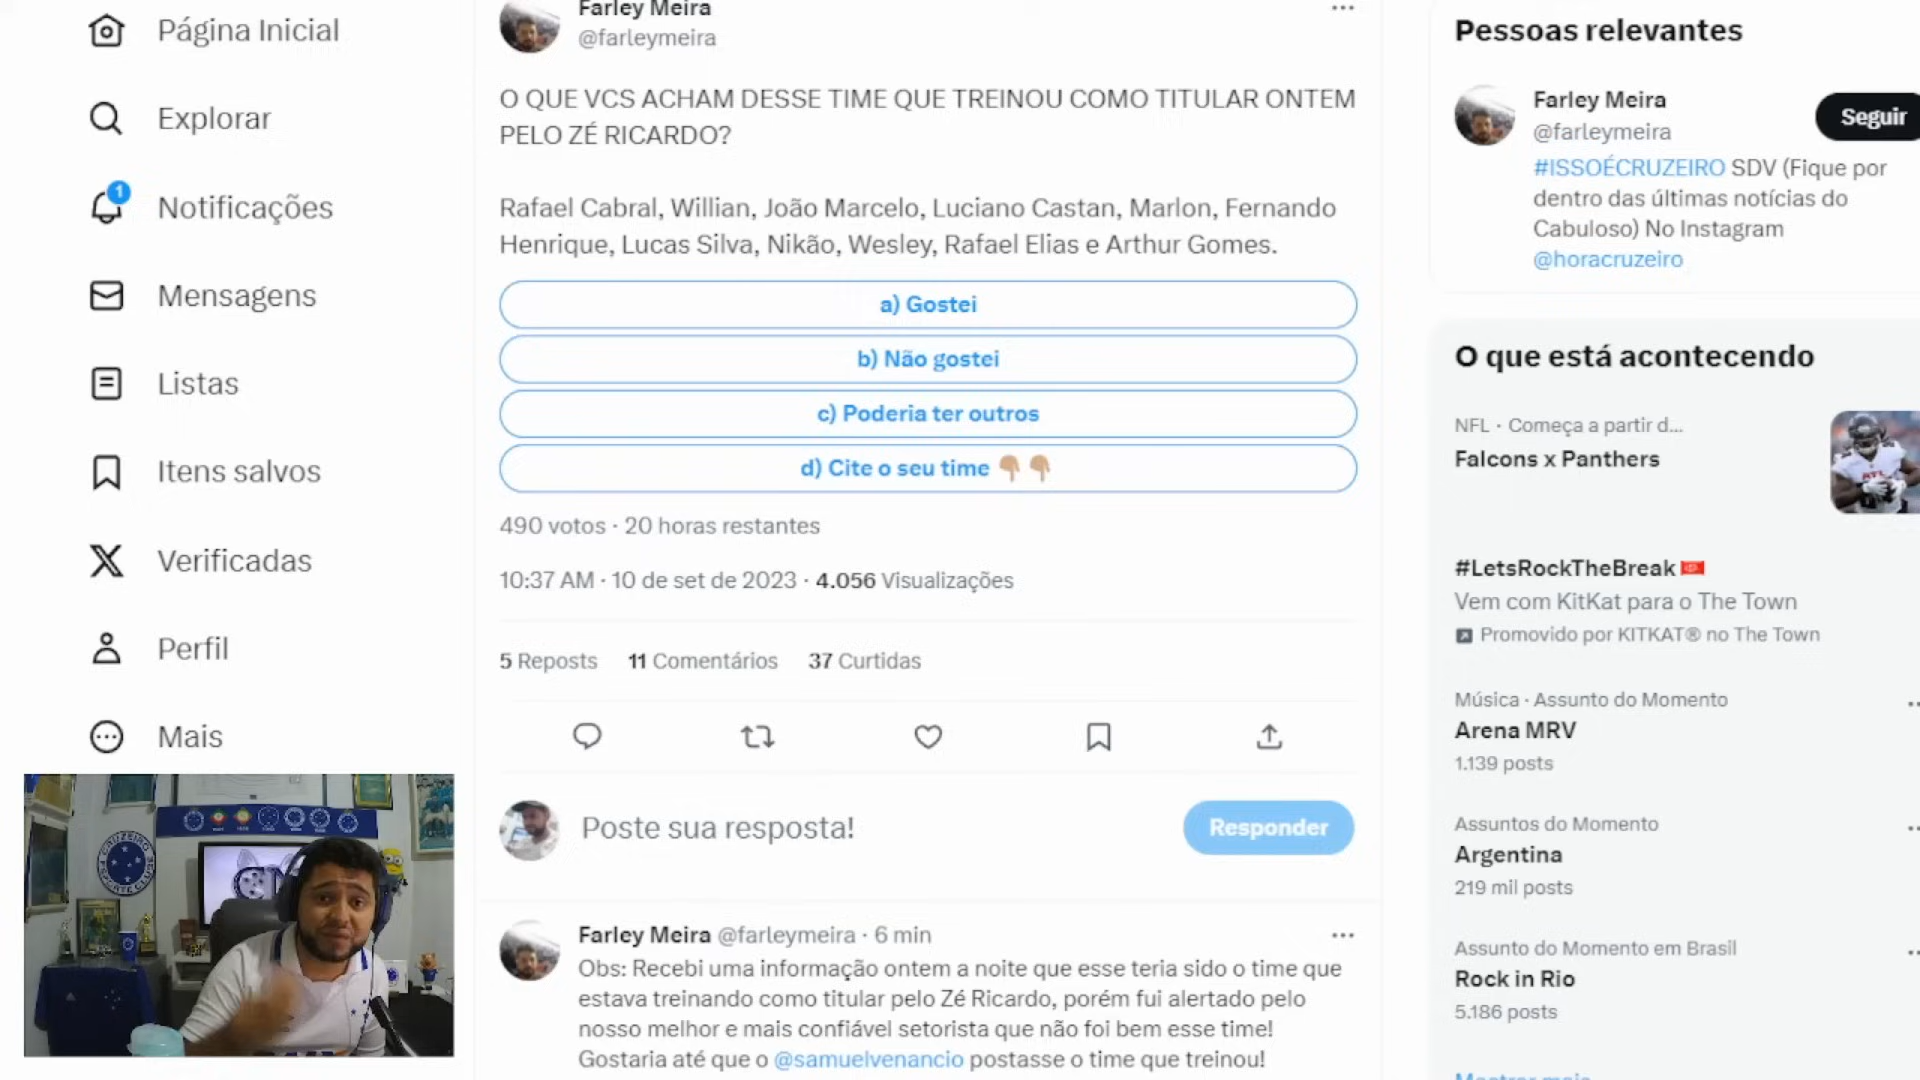 Página Inicial
Explorar
1
Notificações
Mensagens
Listas
Itens salvos
Verificadas
Perfil
Mais
Farley Meira
@farleymeira
O QUE VCS ACHAM DESSE TIME QUE TREINOU COMO TITULAR ONTEM
PELO ZÉ RICARDO?
Rafael Cabral, Willian, João Marcelo, Luciano Castan, Marlon, Fernando
Henrique, Lucas Silva, Nikão, Wesley, Rafael Elias e Arthur Gomes.
a) Gostei
b) Não gostei
c) Poderia ter outros
d) Cite o seu time 👇🏼👇🏼
490 votos · 20 horas restantes
10:37 AM · 10 de set de 2023 · 4.056 Visualizações
5 Reposts 11 Comentários 37 Curtidas
Poste sua resposta!
Responder
Farley Meira @farleymeira · 6 min
Obs: Recebi uma informação ontem a noite que esse teria sido o time que
estava treinando como titular pelo Zé Ricardo, porém fui alertado pelo
nosso melhor e mais confiável setorista que não foi bem esse time!
Gostaria até que o @samuelvenancio postasse o time que treinou!
Pessoas relevantes
Farley Meira
@farleymeira
Seguir
#ISSOÉCRUZEIRO SDV (Fique por
dentro das últimas notícias do
Cabuloso) No Instagram
@horacruzeiro
O que está acontecendo
NFL · Começa a partir d...
Falcons x Panthers
#LetsRockTheBreak
Vem com KitKat para o The Town
Promovido por KITKAT® no The Town
Música · Assunto do Momento
Arena MRV
1.139 posts
Assuntos do Momento
Argentina
219 mil posts
Assunto do Momento em Brasil
Rock in Rio
5.186 posts
Mostrar mais